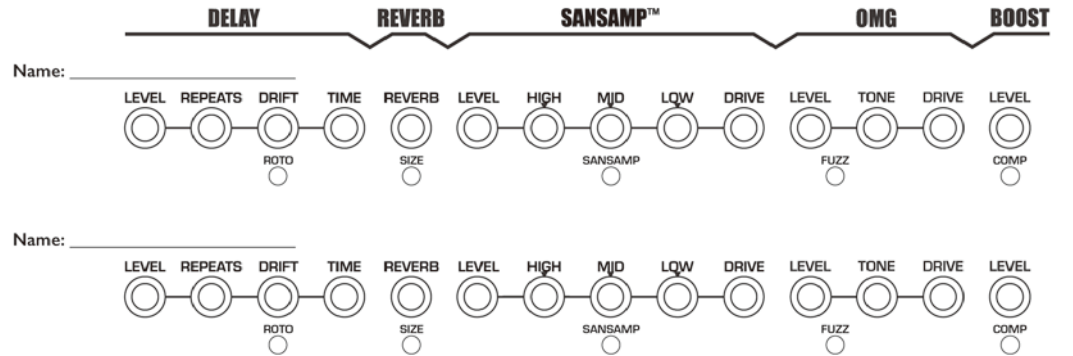 DELAY REVERB SANSAMP™ OMG BOOST
Name:
LEVEL REPEATS DRIFT TIME REVERB LEVEL HIGH MID LOW DRIVE LEVEL TONE DRIVE LEVEL
ROTO SIZE SANSAMP FUZZ COMP
Name:
LEVEL REPEATS DRIFT TIME REVERB LEVEL HIGH MID LOW DRIVE LEVEL TONE DRIVE LEVEL
ROTO SIZE SANSAMP FUZZ COMP